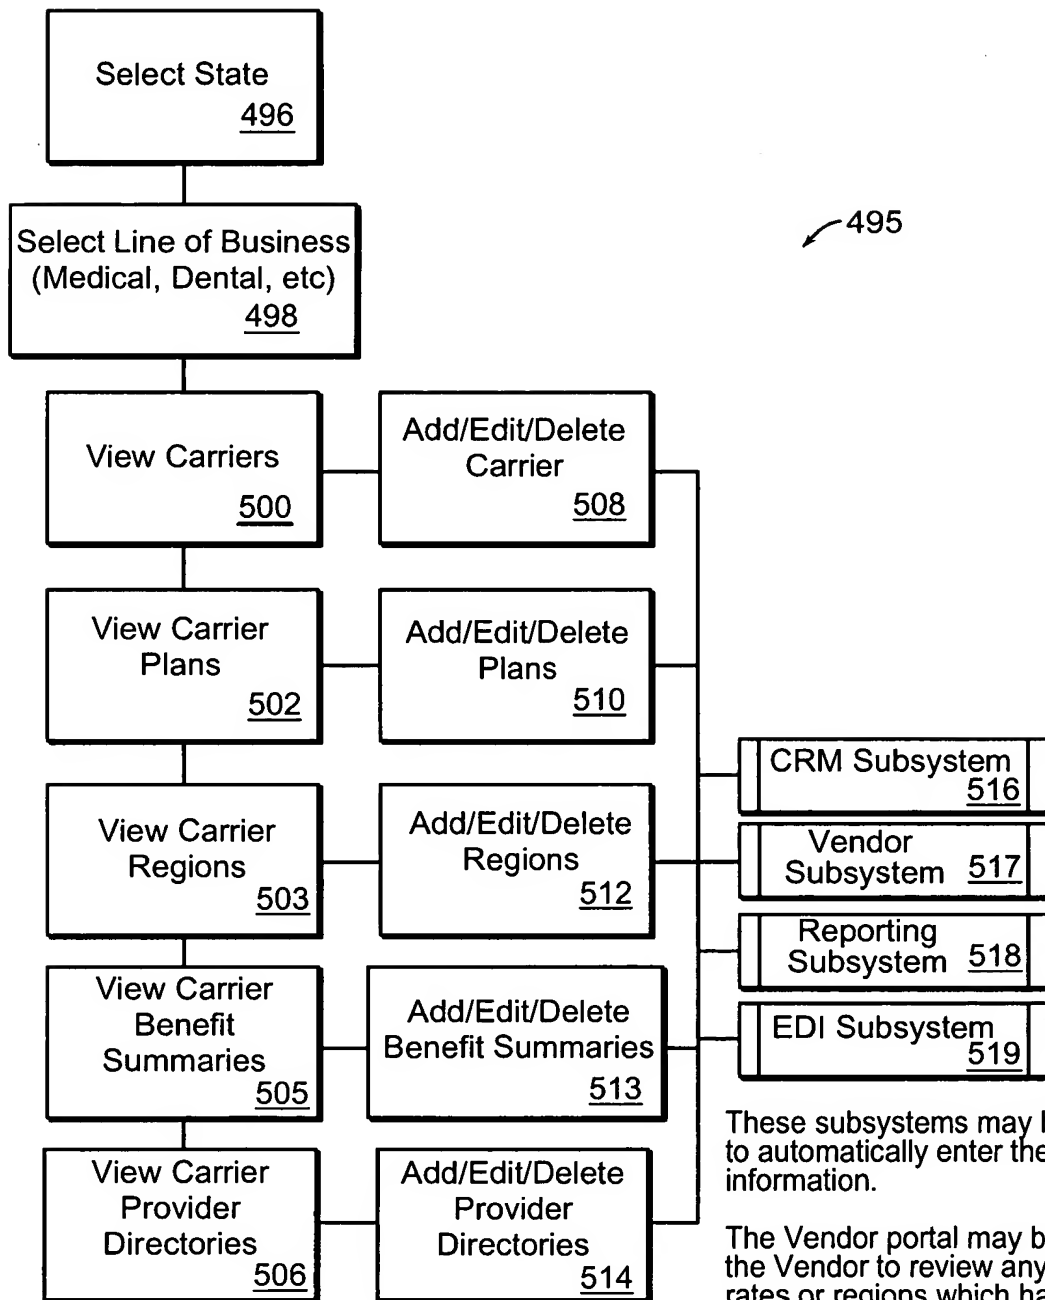 Select State
496
Select Line of Business
(Medical, Dental, etc)
498
495
View Carriers
500
Add/Edit/Delete
Carrier
508
View Carrier
Plans
502
Add/Edit/Delete
Plans
510
View Carrier
Regions
503
Add/Edit/Delete
Regions
512
View Carrier
Benefit
Summaries
505
Add/Edit/Delete
Benefit Summaries
513
View Carrier
Provider
Directories
506
Add/Edit/Delete
Provider
Directories
514
CRM Subsystem
516
Vendor
Subsystem 517
Reporting
Subsystem 518
EDI Subsystem
519
These subsystems may
to automatically enter the
information.
The Vendor portal may
the Vendor to review any
rates or regions which